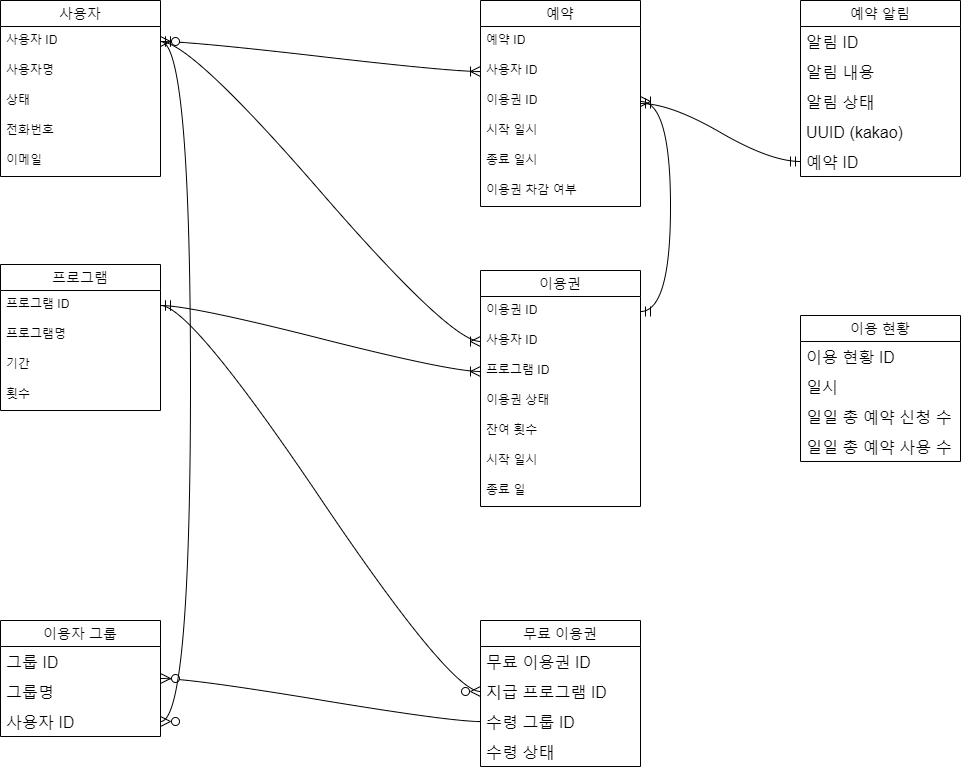 사용자
사용자 ID
사용자명
상태
전화번호
이메일
예약
예약 ID
사용자 ID
이용권 ID
시작 일시
종료 일시
이용권 차감 여부
예약 알림
알림 ID
알림 내용
알림 상태
UUID (kakao)
예약 ID
프로그램
프로그램 ID
프로그램명
기간
횟수
이용권
이용권 ID
사용자 ID
프로그램 ID
이용권 상태
잔여 횟수
시작 일시
종료 일
이용 현황
이용 현황 ID
일시
일일 총 예약 신청 수
일일 총 예약 사용 수
이용자 그룹
그룹 ID
그룹명
사용자 ID
무료 이용권
무료 이용권 ID
지급 프로그램 ID
수령 그룹 ID
수령 상태